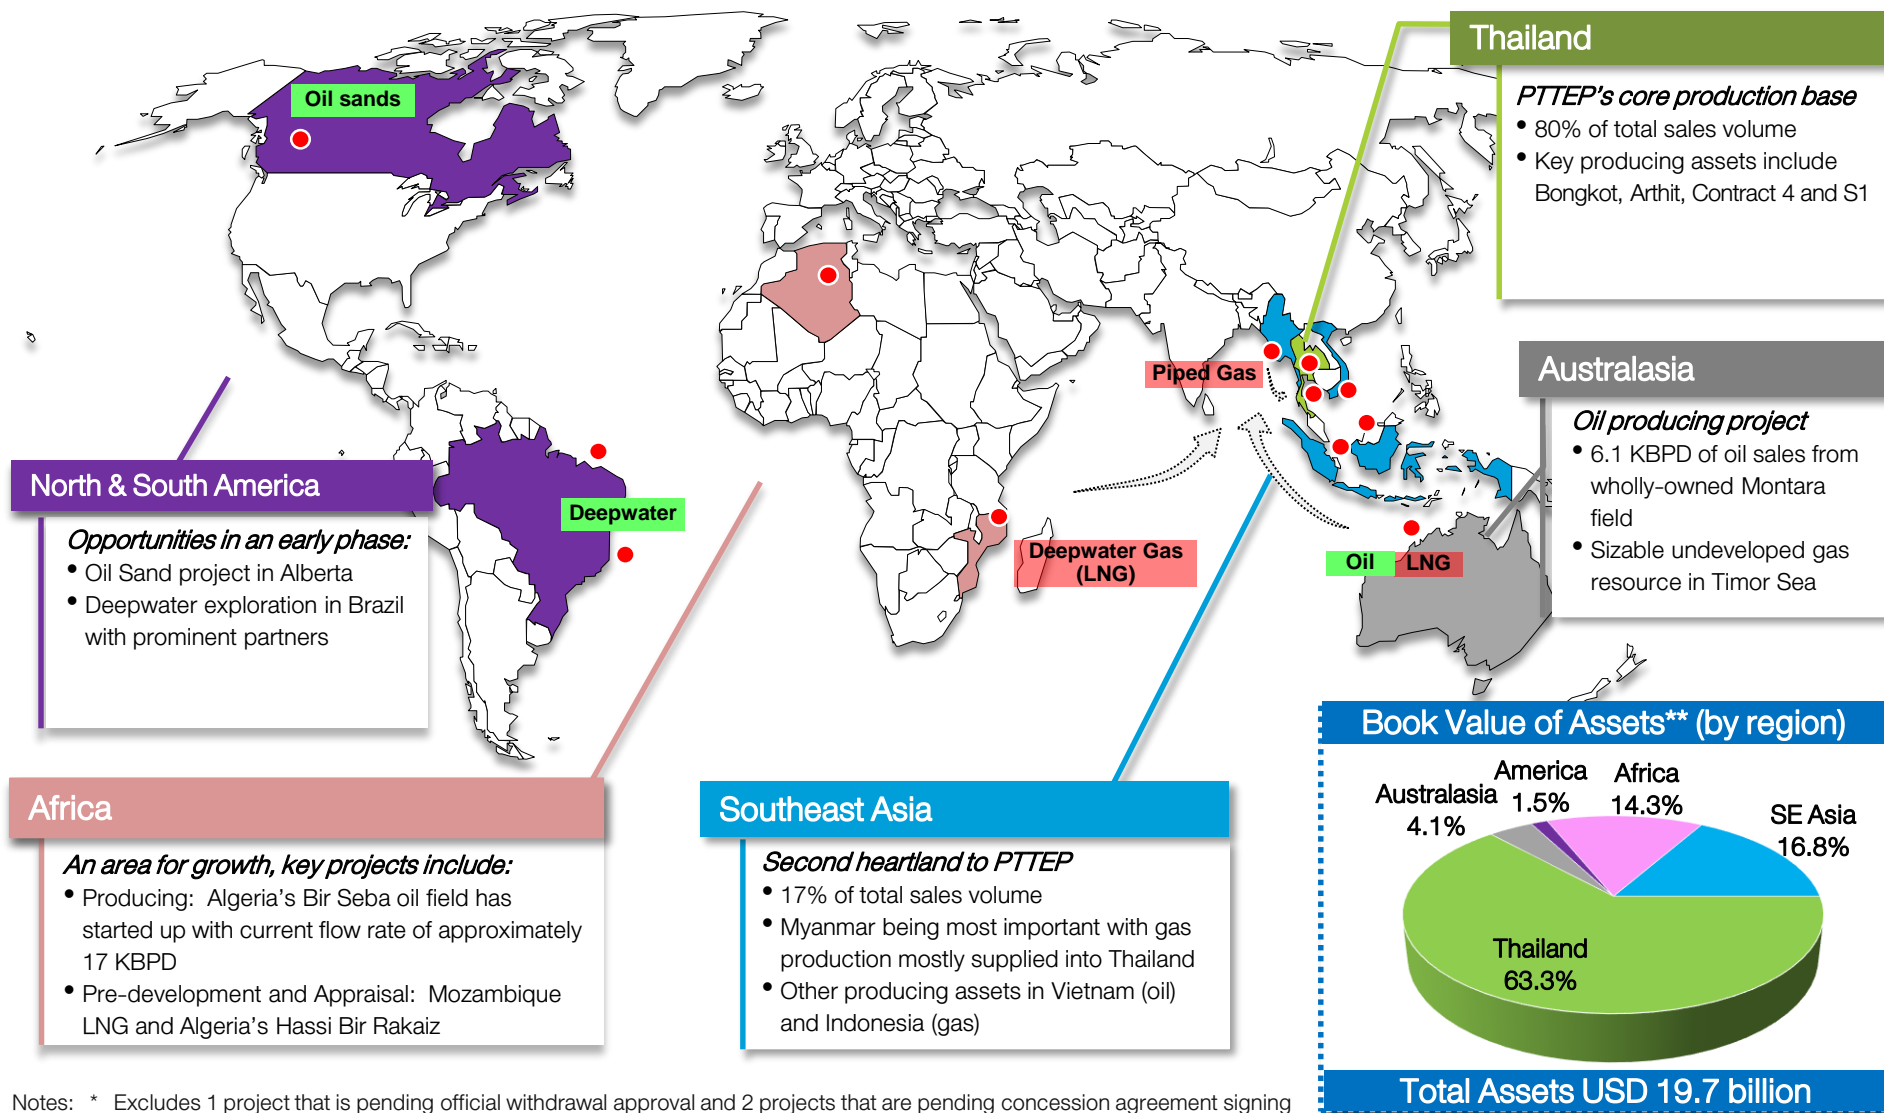 Thailand
PTTEP's core production base
• 80% of total sales volume
• Key producing assets include
Bongkot, Arthit, Contract 4 and S1
Oil sands
Piped Gas
Australasia
Oil producing project
• 6.1 KBPD of oil sales from
wholly-owned Montara
field
• Sizable undeveloped gas
resource in Timor Sea
North & South America
Opportunities in an early phase:
• Oil Sand project in Alberta
• Deepwater exploration in Brazil
with prominent partners
Deepwater
Deepwater Gas
(LNG)
Oil LNG
Africa
An area for growth, key projects include:
• Producing: Algeria's Bir Seba oil field has
started up with current flow rate of approximately
17 KBPD
• Pre-development and Appraisal: Mozambique
LNG and Algeria's Hassi Bir Rakaiz
Southeast Asia
Second heartland to PTTEP
• 17% of total sales volume
• Myanmar being most important with gas
production mostly supplied into Thailand
• Other producing assets in Vietnam (oil)
and Indonesia (gas)
Book Value of Assets** (by region)
Australasia
4.1%
America
1.5%
Africa
14.3%
SE Asia
16.8%
Thailand
63.3%
Total Assets USD 19.7 billion
Notes: * Excludes 1 project that is pending official withdrawal approval and 2 projects that are pending concession agreement signing